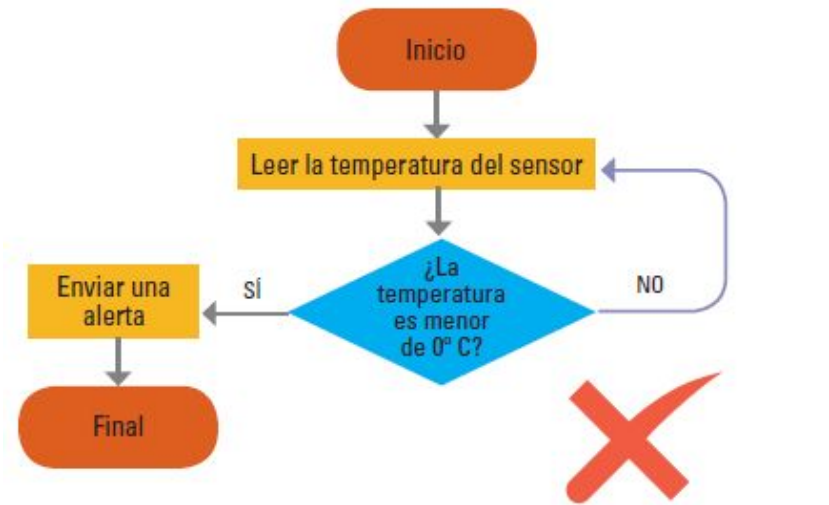 Inicio
Leer la temperatura del sensor
¿La
temperatura
es menor
de 0º C?
SÍ
NO
Enviar una
alerta
Final